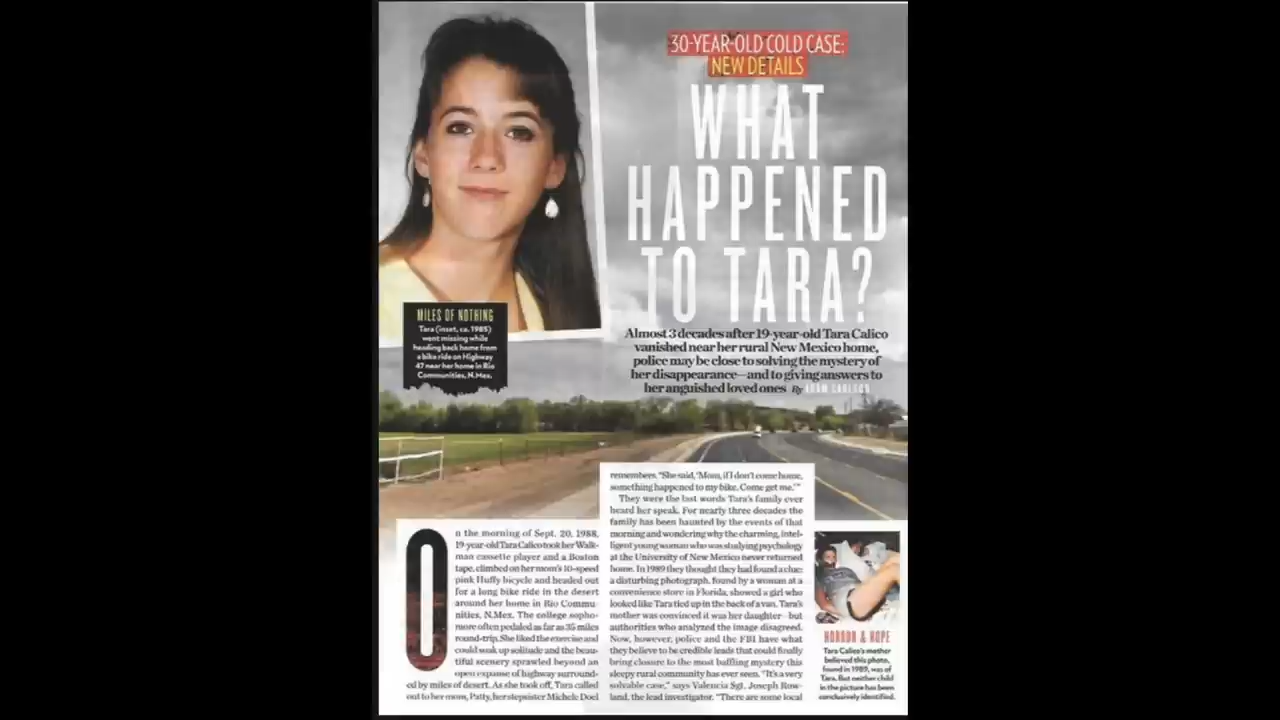 30-YEAR-OLD COLD CASE:
NEW DETAILS
WHAT
HAPPENED
TO TARA?
Almost 3 decades after 19-year-old Tara Calico
vanished near her rural New Mexico home,
police may be close to solving the mystery of
her disappearance—and to giving answers to
her anguished loved ones By
MILES OF NOTHING
Tara (inset, ca. 1985)
went missing while
heading back home from
a bike ride on Highway
47 near her home in Rio
Communities, N.Mex.
On the morning of Sept. 20, 1988,
19-year-old Tara Calico took her Walk-
man cassette player and a Boston
tape, climbed on her mom's 10-speed
pink Huffy bicycle and headed out
for a long bike ride in the desert
around her home in Rio Commu-
nities, N.Mex. The college sopho-
more often pedaled as far as 35 miles
round-trip. She liked the exercise and
could soak up solitude and the beau-
tiful scenery sprawled beyond an
open expanse of highway surround-
ed by miles of desert. As she took off, Tara called
out to her mom, Patty, her stepsister Michele Doel
remembers. "She said, 'Mom, if I don't come home,
something happened to my bike. Come get me.'"
They were the last words Tara's family ever
heard her speak. For nearly three decades the
family has been haunted by the events of that
morning and wondering why the charming, intel-
ligent young woman who was studying psychology
at the University of New Mexico never returned
home. In 1989 they thought they had found a clue:
a disturbing photograph, found by a woman at a
convenience store in Florida, showed a girl who
looked like Tara tied up in the back of a van. Tara's
mother was convinced it was her daughter—but
authorities who analyzed the image disagreed.
Now, however, police and the FBI have what
they believe to be credible leads that could finally
bring closure to the most baffling mystery this
sleepy rural community has ever seen. "It's a very
solvable case," says Valencia Sgt. Joseph Row-
land, the lead investigator. "There are some local
HORROR & HOPE
Tara Calico's mother
believed this photo,
found in 1989, was of
Tara. But neither child
in the picture has been
conclusively identified.